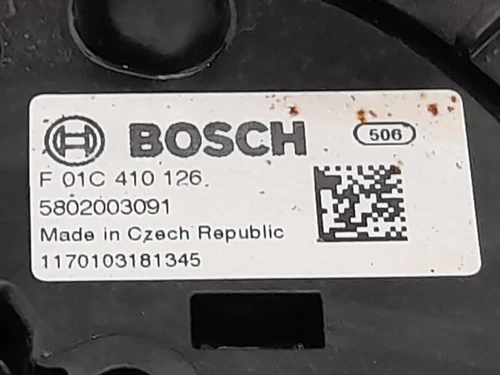 BOSCH 506
F 01C 410 126
5802003091
Made in Czech Republic
1170103181345